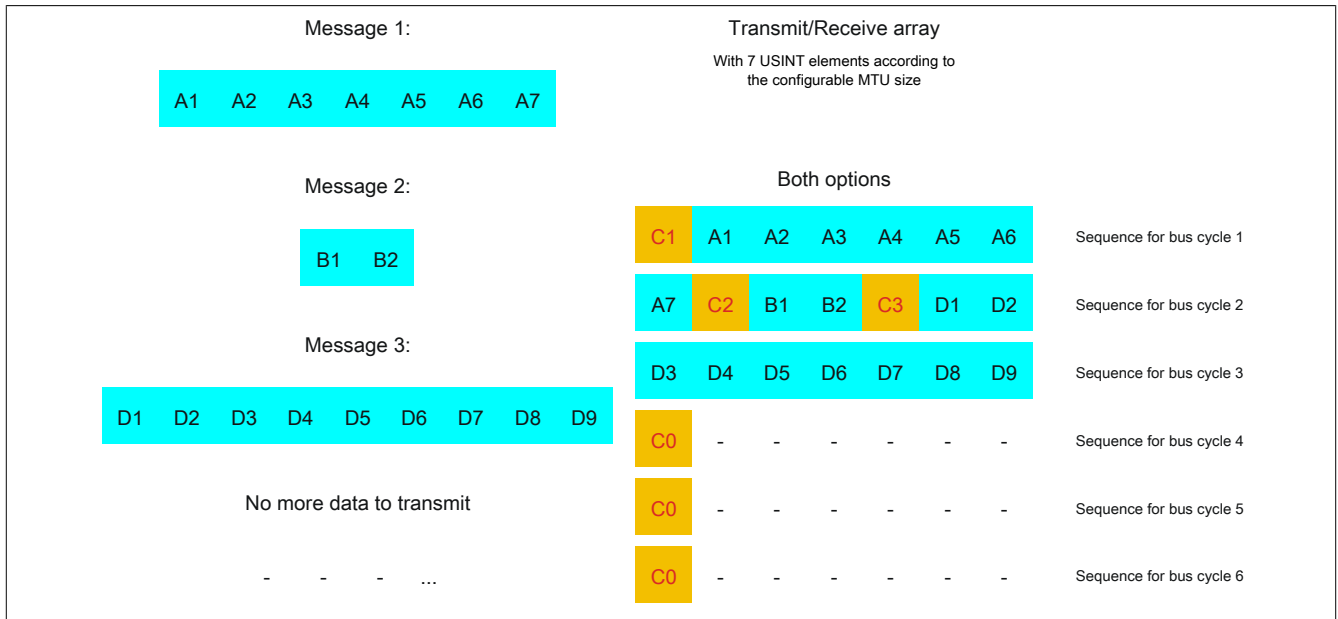 Message 1:
A1 A2 A3 A4 A5 A6 A7
Message 2:
B1 B2
Message 3:
D1 D2 D3 D4 D5 D6 D7 D8 D9
No more data to transmit
- - - ...
Transmit/Receive array
With 7 USINT elements according to
the configurable MTU size
Both options
C1 A1 A2 A3 A4 A5 A6 Sequence for bus cycle 1
A7 C2 B1 B2 C3 D1 D2 Sequence for bus cycle 2
D3 D4 D5 D6 D7 D8 D9 Sequence for bus cycle 3
C0 - - - - - - Sequence for bus cycle 4
C0 - - - - - - Sequence for bus cycle 5
C0 - - - - - - Sequence for bus cycle 6